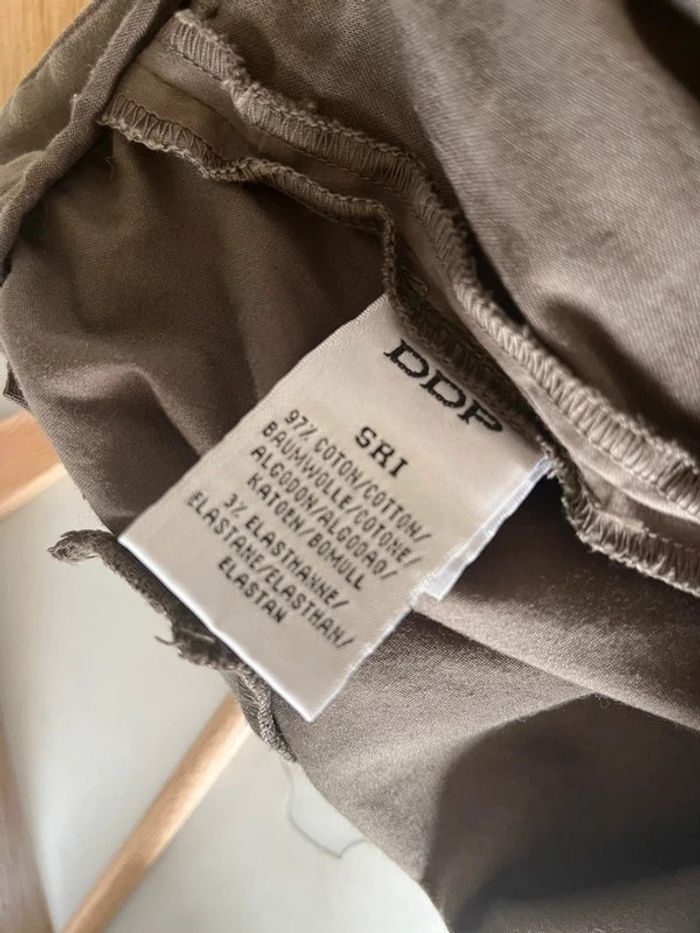 DDP
SRI
97% COTON/COTTON/
BAUMWOLLE/COTONE/
ALGODON/ALGODAO/
KATOEN/BOMULL
3% ELASTHANNE/
ELASTANE/ELASTHAN/
ELASTAN